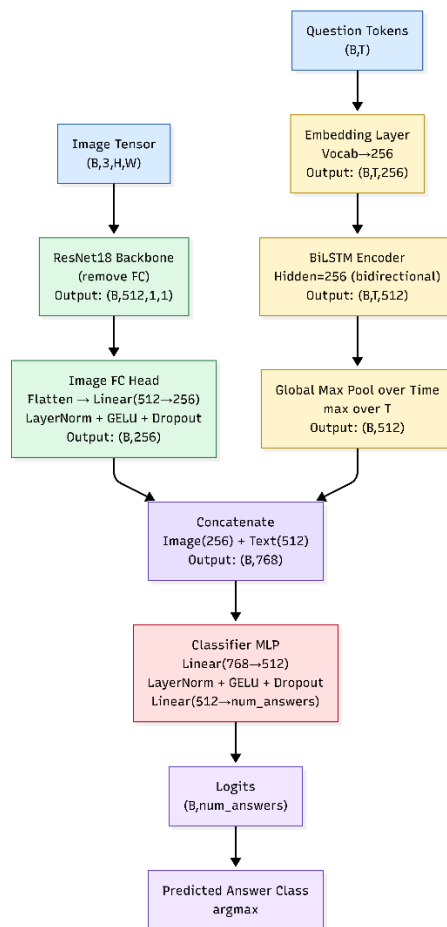 Question Tokens
(B,T)
Image Tensor
(B,3,H,W)
Embedding Layer
Vocab→256
Output: (B,T,256)
ResNet18 Backbone
(remove FC)
Output: (B,512,1,1)
BiLSTM Encoder
Hidden=256 (bidirectional)
Output: (B,T,512)
Image FC Head
Flatten → Linear(512→256)
LayerNorm + GELU + Dropout
Output: (B,256)
Global Max Pool over Time
max over T
Output: (B,512)
Concatenate
Image(256) + Text(512)
Output: (B,768)
Classifier MLP
Linear(768→512)
LayerNorm + GELU + Dropout
Linear(512→num_answers)
Logits
(B,num_answers)
Predicted Answer Class
argmax